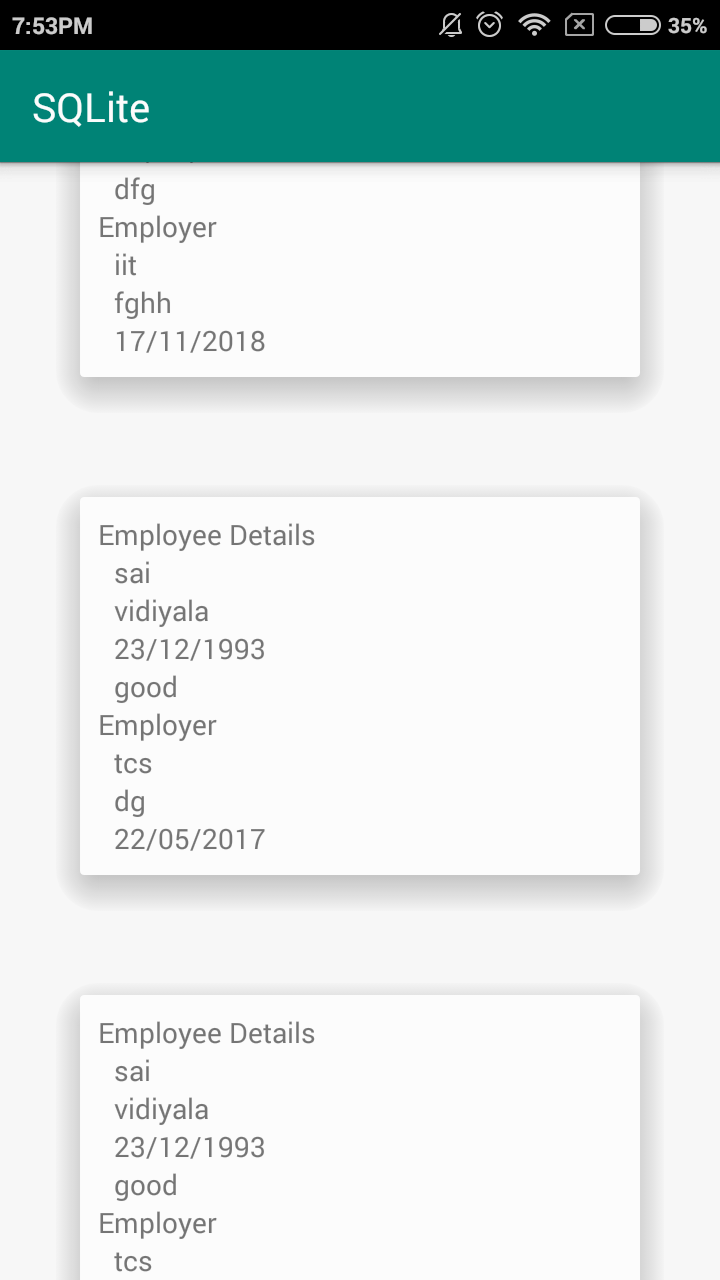 7:53PM 35%
SQLite
dfg
Employer
iit
fghh
17/11/2018
Employee Details
sai
vidiyala
23/12/1993
good
Employer
tcs
dg
22/05/2017
Employee Details
sai
vidiyala
23/12/1993
good
Employer
tcs